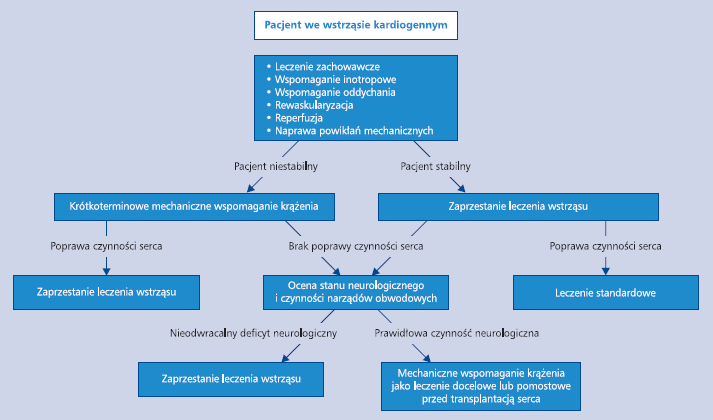 Pacjent we wstrząsie kardiogennym
• Leczenie zachowawcze
• Wspomaganie inotropowe
• Wspomaganie oddychania
• Rewaskularyzacja
• Reperfuzja
• Naprawa powikłań mechanicznych
Pacjent niestabilny
Pacjent stabilny
Krótkoterminowe mechaniczne wspomaganie krążenia
Zaprzestanie leczenia wstrząsu
Poprawa czynności serca
Brak poprawy czynności serca
Poprawa czynności serca
Zaprzestanie leczenia wstrząsu
Ocena stanu neurologicznego
i czynności narządów obwodowych
Leczenie standardowe
Nieodwracalny deficyt neurologiczny
Prawidłowa czynność neurologiczna
Zaprzestanie leczenia wstrząsu
Mechaniczne wspomaganie krążenia
jako leczenie docelowe lub pomostowe
przed transplantacją serca